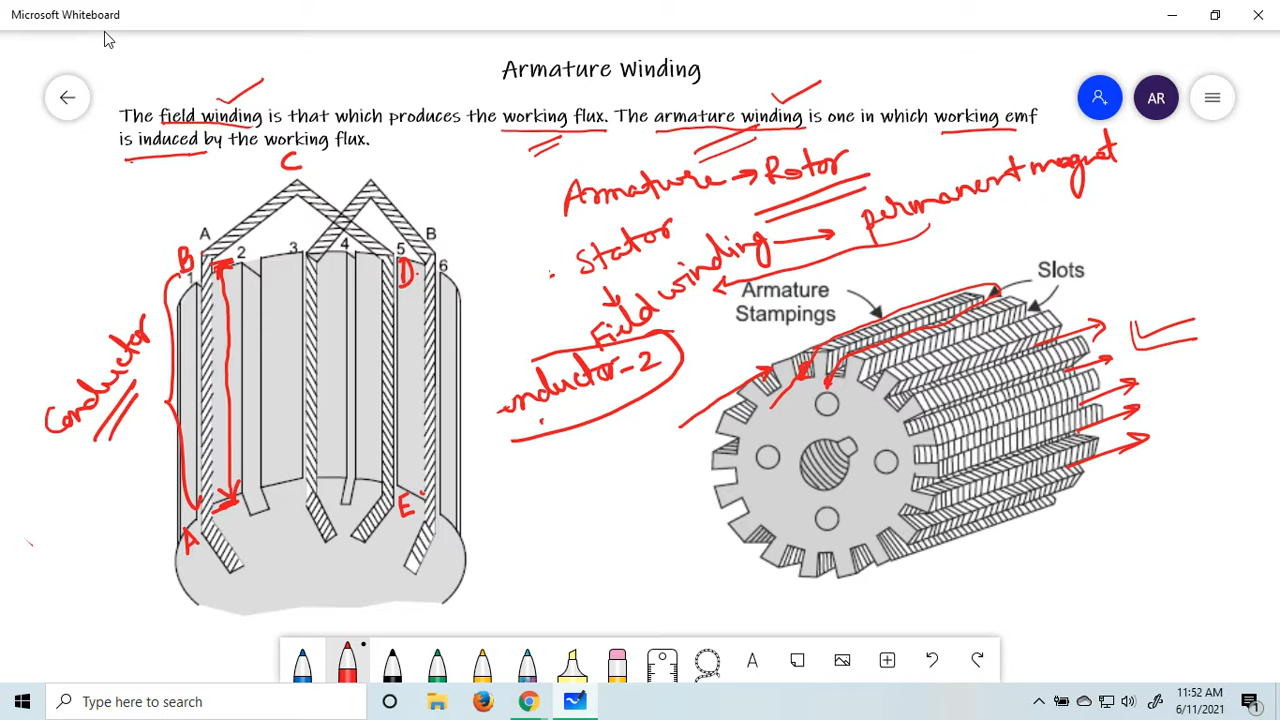 Microsoft Whiteboard
Armature Winding
AR
The field winding is that which produces the working flux. The armature winding is one in which working emf
is induced by the working flux.
C
Armature → Rotor
permanent magnet
Stator
Field winding
A
B
B
1
2
3
4
5
6
D
Slots
Armature
Stampings
Conductor
Conductor-2
A
E
A
Type here to search
11:52 AM
6/11/2021
1